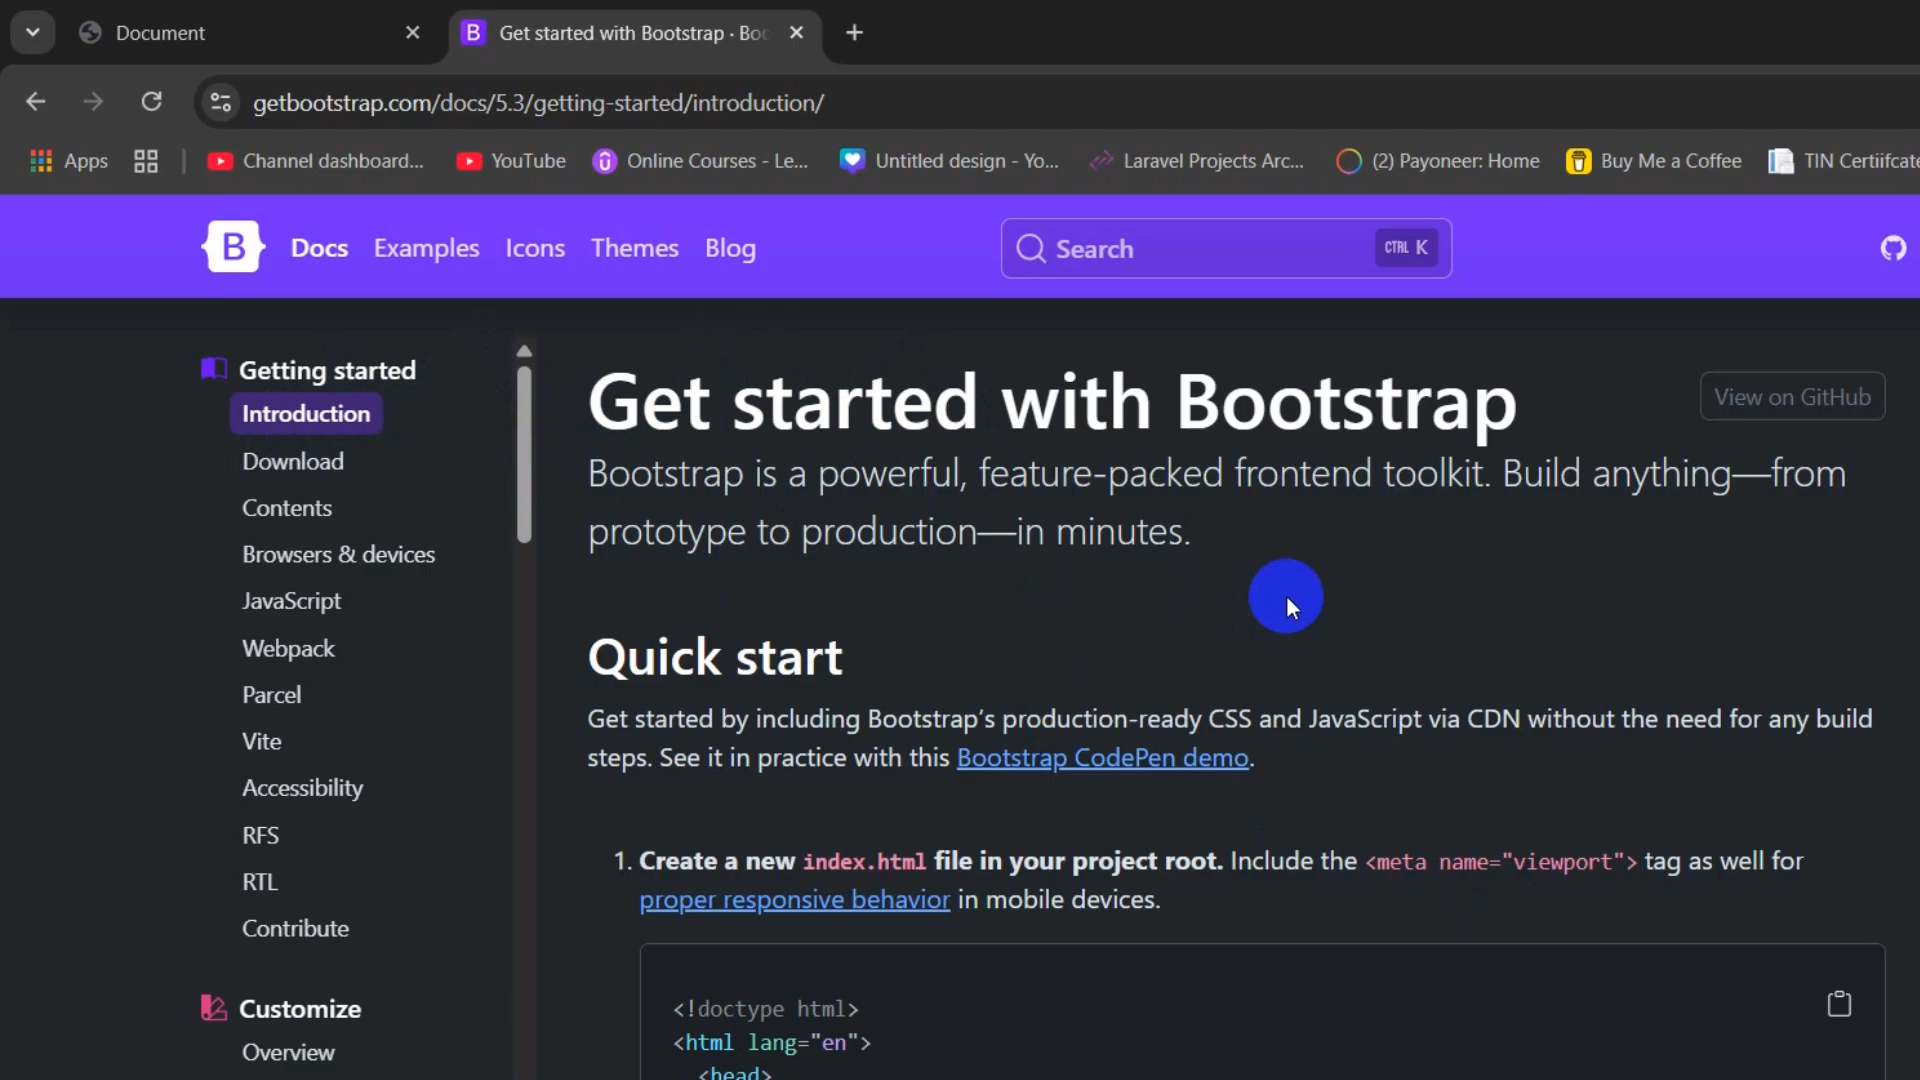 Document
Get started with Bootstrap · Boo
getbootstrap.com/docs/5.3/getting-started/introduction/
Apps
Channel dashboard...
YouTube
Online Courses - Le...
Untitled design - Yo...
Laravel Projects Arc...
(2) Payoneer: Home
Buy Me a Coffee
TIN Certiifcate
B Docs Examples Icons Themes Blog
Search CTRL K
Getting started
Introduction
Download
Contents
Browsers & devices
JavaScript
Webpack
Parcel
Vite
Accessibility
RFS
RTL
Contribute
Customize
Overview
Get started with Bootstrap
View on GitHub
Bootstrap is a powerful, feature-packed frontend toolkit. Build anything—from
prototype to production—in minutes.
Quick start
Get started by including Bootstrap’s production-ready CSS and JavaScript via CDN without the need for any build
steps. See it in practice with this Bootstrap CodePen demo.
1. Create a new index.html file in your project root. Include the <meta name="viewport"> tag as well for
proper responsive behavior in mobile devices.
<!doctype html>
<html lang="en">
<head>